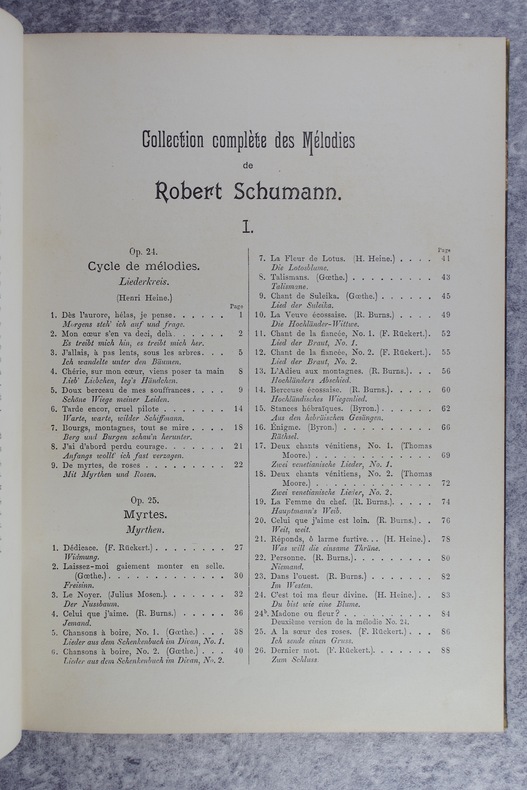 Collection complète des Mélodies
de
Robert Schumann.
I.
Op. 24.
Cycle de mélodies.
Liederkreis.
(Henri Heine.)
Page
1. Dès l'aurore, hélas, je pense . . . . . . 1
Morgens steh' ich auf und frage.
2. Mon cœur s'en va deci, delà . . . . . . 2
Es treibt mich hin, es treibt mich her.
3. J'allais, à pas lents, sous les arbres . . . 5
Ich wandelte unter den Bäumen.
4. Chérie, sur mon cœur, viens poser ta main 8
Lieb' Liebchen, leg's Händchen.
5. Doux berceau de mes souffrances . . . . 9
Schöne Wiege meiner Leiden.
6. Tarde encor, cruel pilote . . . . . . . 14
Warte, warte, wilder Schiffmann.
7. Bourgs, montagnes, tout se mire . . . . 18
Berg und Burgen schau'n herunter.
8. J'ai d'abord perdu courage . . . . . . . 21
Anfangs wollt' ich fast verzagen.
9. De myrtes, de roses . . . . . . . . . 22
Mit Myrthen und Rosen.
Op. 25.
Myrtes.
Myrthen.
1. Dédicace. (F. Rückert.) . . . . . . . . 27
Widmung.
2. Laissez-moi gaiement monter en selle.
(Gœthe.) . . . . . . . . . . . . 30
Freisinn.
3. Le Noyer. (Julius Mosen.) . . . . . . . 32
Der Nussbaum.
4. Celui que j'aime. (R. Burns.) . . . . . 36
Jemand.
5. Chansons à boire, No. 1. (Gœthe.) . . . 38
Lieder aus dem Schenkenbuch im Divan, No. 1.
6. Chansons à boire, No. 2. (Gœthe.) . . . 40
Lieder aus dem Schenkenbuch im Divan, No. 2.
Page
7. La Fleur de Lotus. (H. Heine.) . . . . 41
Die Lotosblume.
8. Talismans. (Gœthe.) . . . . . . . . . 43
Talismane.
9. Chant de Suleïka. (Gœthe.) . . . . . . 45
Lied der Suleika.
10. La Veuve écossaise. (R. Burns.) . . . . 49
Die Hochländer-Wittwe.
11. Chant de la fiancée, No. 1. (F. Rückert.) 52
Lied der Braut, No. 1.
12. Chant de la fiancée, No. 2. (F. Rückert.) 55
Lied der Braut, No. 2.
13. L'Adieu aux montagnes. (R. Burns.) . . 56
Hochländers Abschied.
14. Berceuse écossaise. (R. Burns.) . . . . 60
Hochländisches Wiegenlied.
15. Stances hébraïques. (Byron.) . . . . . 62
Aus den hebräischen Gesängen.
16. Énigme. (Byron.) . . . . . . . . . . 66
Räthsel.
17. Deux chants vénitiens, No. 1. (Thomas
Moore.) . . . . . . . . . . . . 69
Zwei venetianische Lieder, No. 1.
18. Deux chants vénitiens, No. 2. (Thomas
Moore.) . . . . . . . . . . . . 72
Zwei venetianische Lieder, No. 2.
19. La Femme du chef. (R. Burns.) . . . . 74
Hauptmann's Weib.
20. Celui que j'aime est loin. (R. Burns.) . . 76
Weit, weit.
21. Réponds, ô larme furtive... (H. Heine.) 78
Was will die einsame Thräne.
22. Personne. (R. Burns.) . . . . . . . . 80
Niemand.
23. Dans l'ouest. (R. Burns.) . . . . . . . 82
Im Westen.
24. C'est toi ma fleur divine. (H. Heine.) . . 83
Du bist wie eine Blume.
24b. Madone ou fleur? . . . . . . . . . . 84
Deuxième version de la mélodie No. 24.
25. A la sœur des roses. (F. Rückert.) . . . 86
Ich sende einen Gruss.
26. Dernier mot. (F. Rückert.) . . . . . . . 88
Zum Schluss